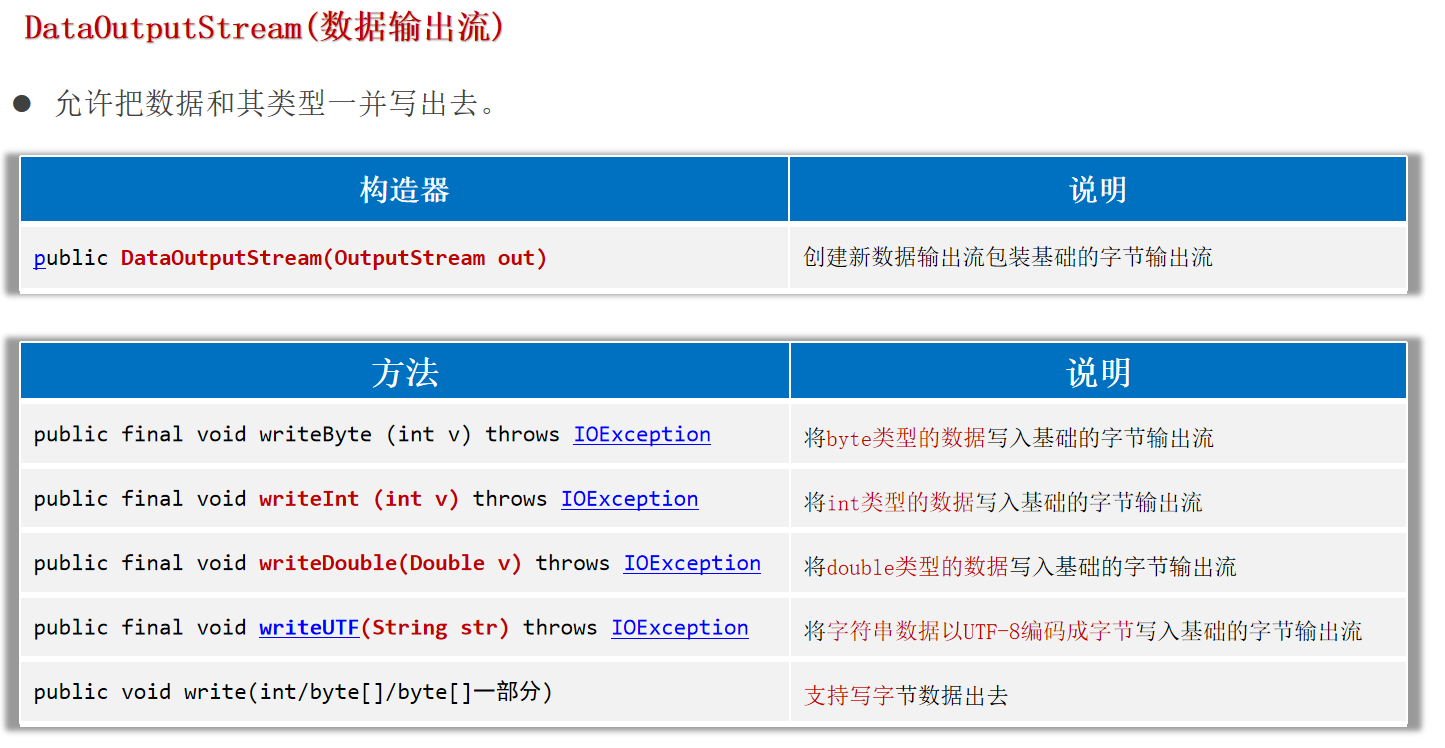 DataOutputStream(数据输出流)
● 允许把数据和其类型一并写出去。
构造器 说明
public DataOutputStream(OutputStream out) 创建新数据输出流包装基础的字节输出流
方法 说明
public final void writeByte (int v) throws IOException 将byte类型的数据写入基础的字节输出流
public final void writeInt (int v) throws IOException 将int类型的数据写入基础的字节输出流
public final void writeDouble(Double v) throws IOException 将double类型的数据写入基础的字节输出流
public final void writeUTF(String str) throws IOException 将字符串数据以UTF-8编码成字节写入基础的字节输出流
public void write(int/byte[]/byte[]一部分) 支持写字节数据出去